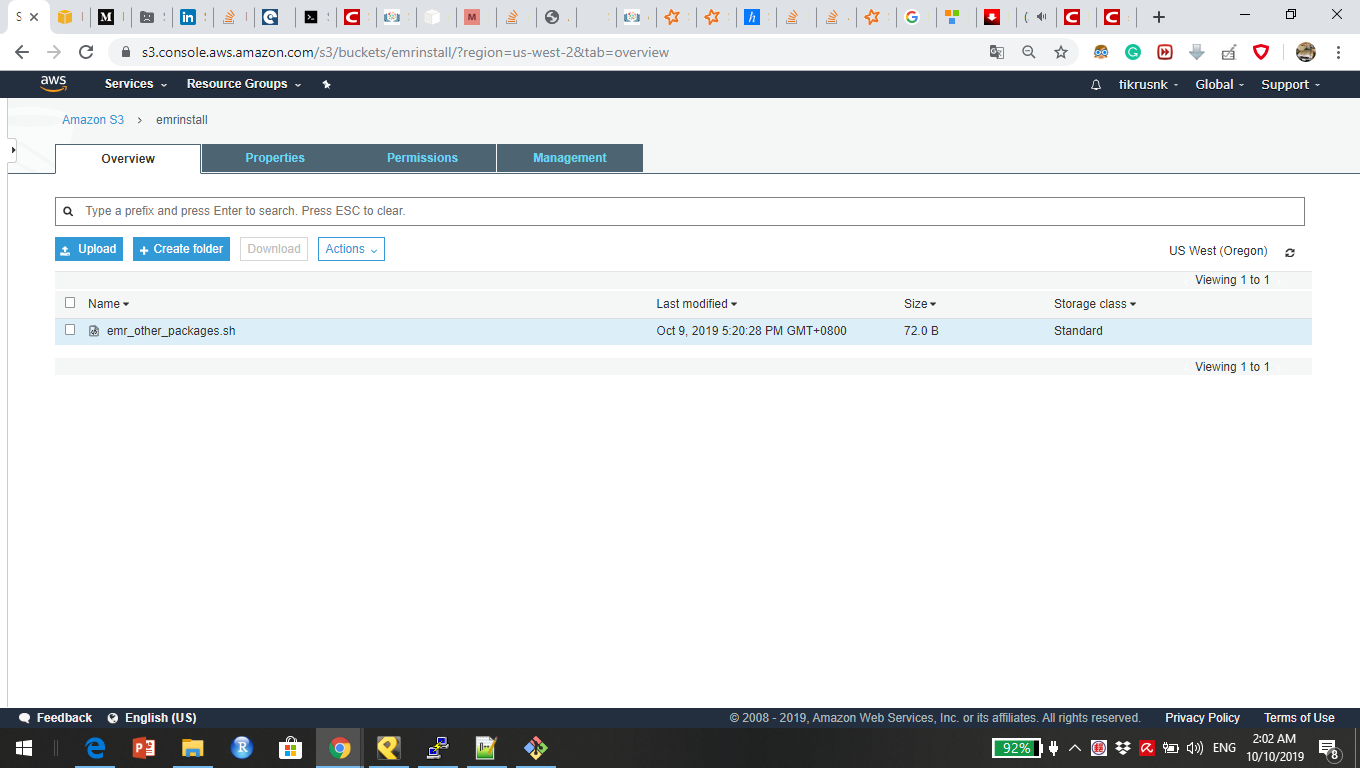 S
s3.console.aws.amazon.com/s3/buckets/emrinstall/?region=us-west-2&tab=overview
aws Services Resource Groups tikrusnk Global Support
Amazon S3 > emrinstall
Overview Properties Permissions Management
Type a prefix and press Enter to search. Press ESC to clear.
Upload + Create folder Download Actions
US West (Oregon)
Viewing 1 to 1
Name Last modified Size Storage class
emr_other_packages.sh Oct 9, 2019 5:20:28 PM GMT+0800 72.0 B Standard
Viewing 1 to 1
Feedback English (US) © 2008 - 2019, Amazon Web Services, Inc. or its affiliates. All rights reserved. Privacy Policy Terms of Use
92% ENG 2:02 AM
10/10/2019 8